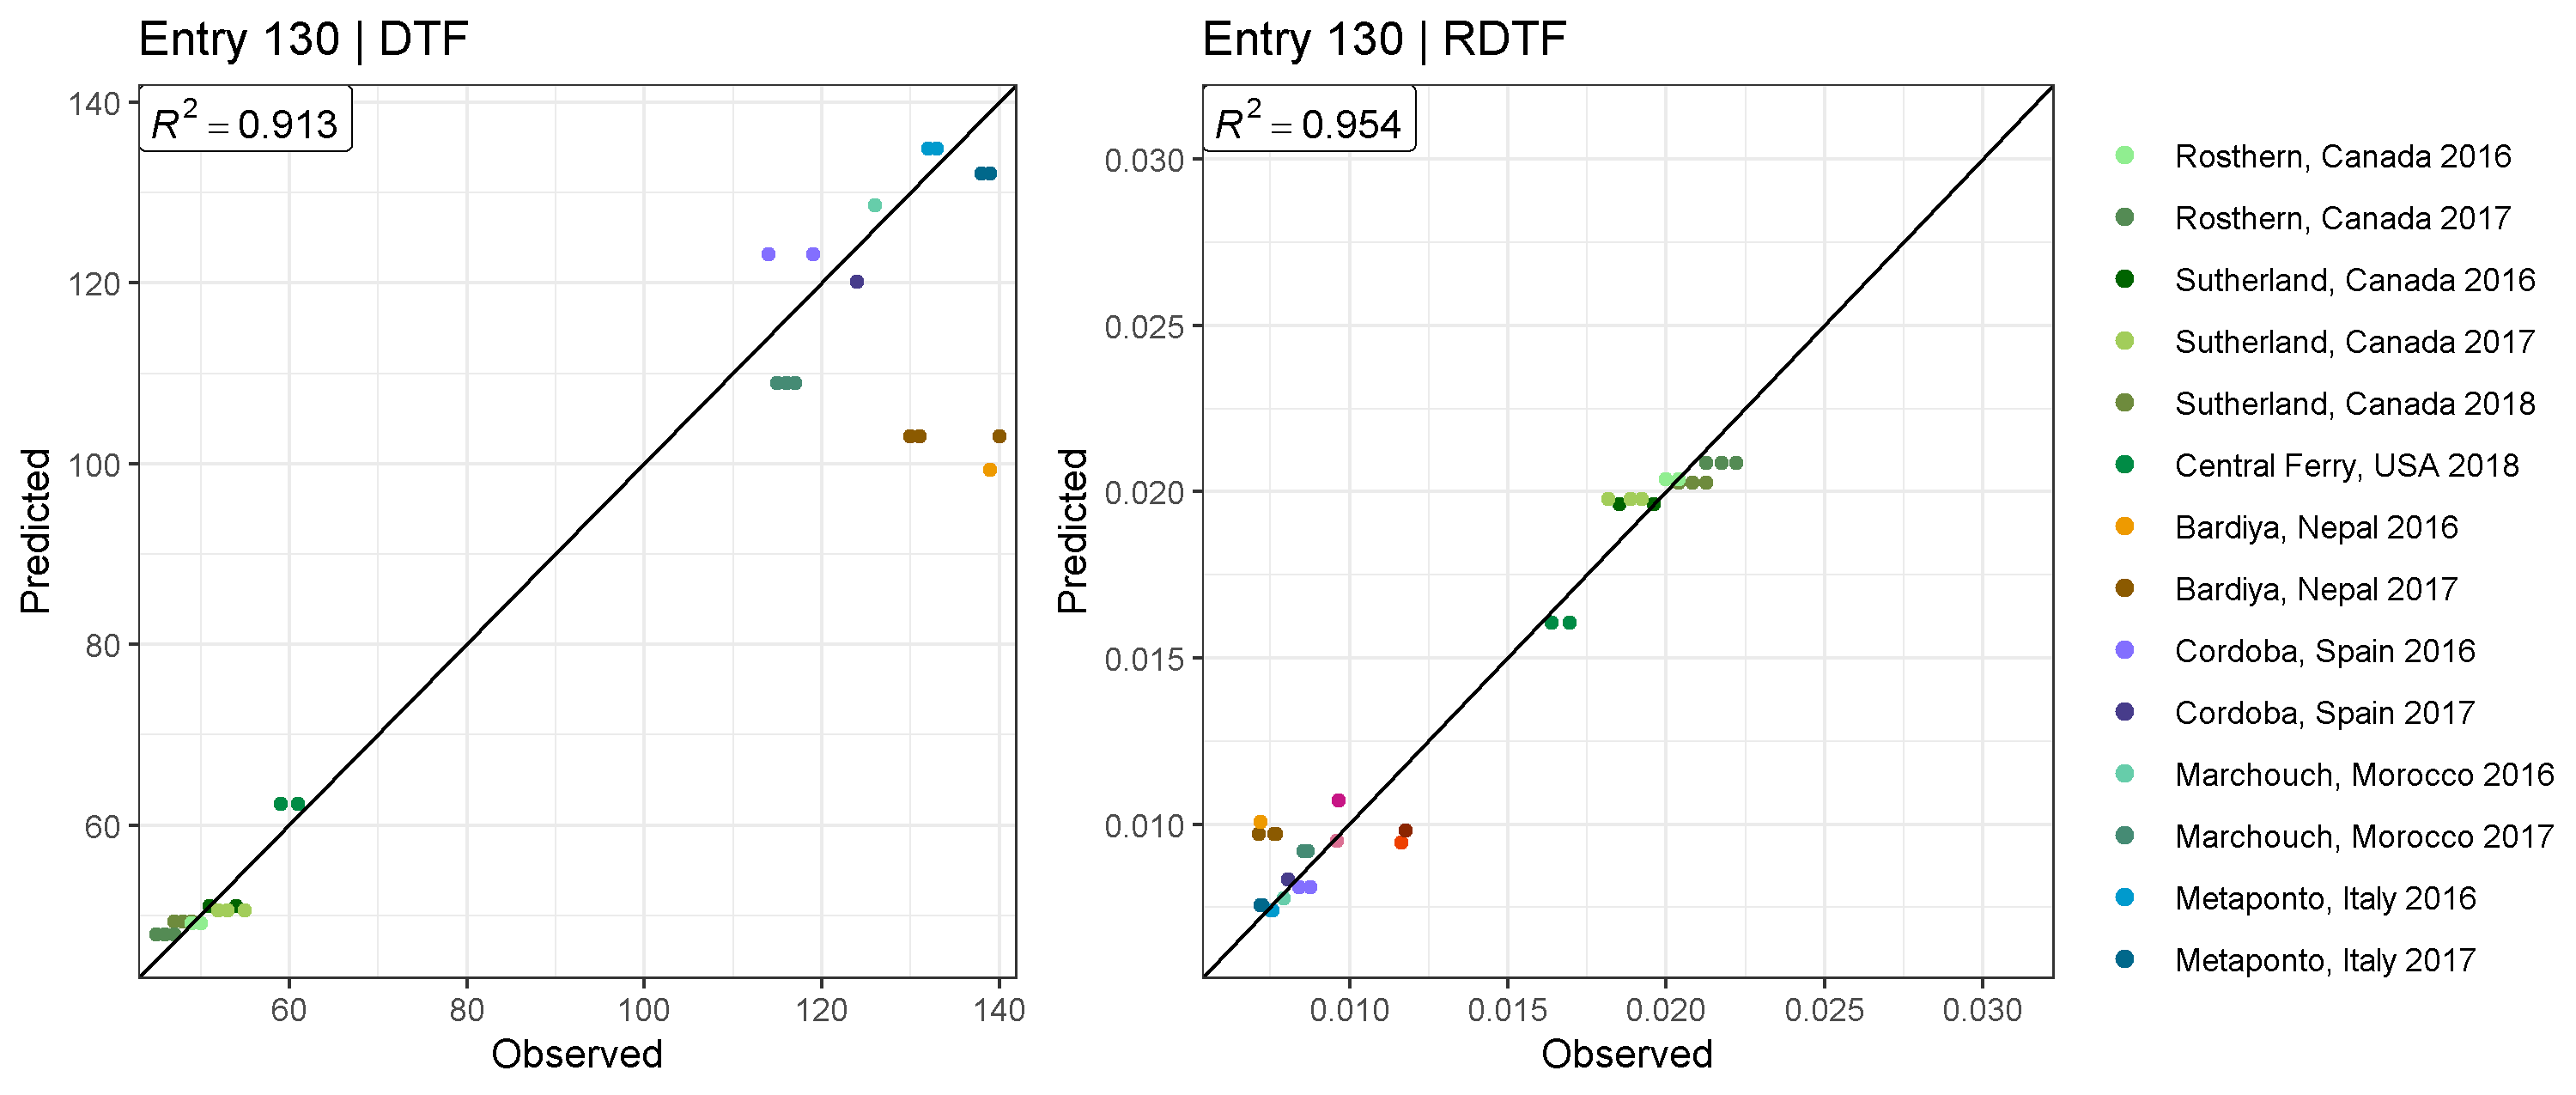 Entry 130 | DTF
R² = 0.913
140
120
100
80
60
Predicted
60 80 100 120 140
Observed
Entry 130 | RDTF
R² = 0.954
0.030
0.025
0.020
0.015
0.010
Predicted
0.010 0.015 0.020 0.025 0.030
Observed
Rosthern, Canada 2016
Rosthern, Canada 2017
Sutherland, Canada 2016
Sutherland, Canada 2017
Sutherland, Canada 2018
Central Ferry, USA 2018
Bardiya, Nepal 2016
Bardiya, Nepal 2017
Cordoba, Spain 2016
Cordoba, Spain 2017
Marchouch, Morocco 2016
Marchouch, Morocco 2017
Metaponto, Italy 2016
Metaponto, Italy 2017